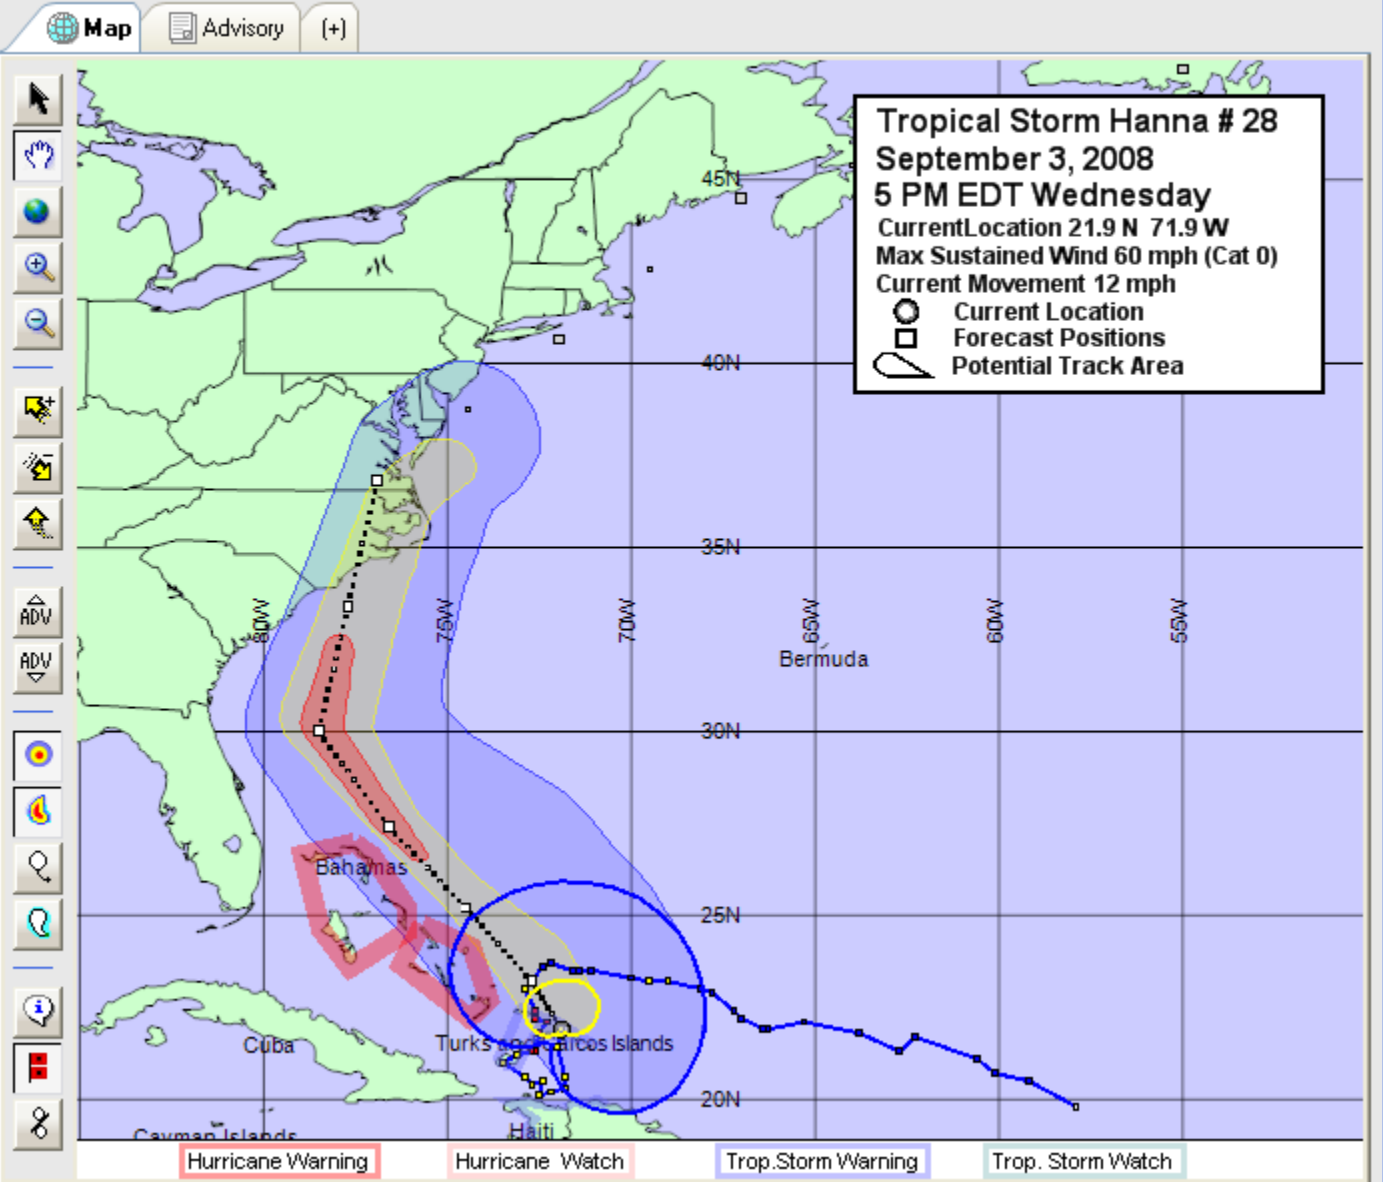 Map
Advisory
(+)
Tropical Storm Hanna # 28
September 3, 2008
5 PM EDT Wednesday
CurrentLocation 21.9 N 71.9 W
Max Sustained Wind 60 mph (Cat 0)
Current Movement 12 mph
Current Location
Forecast Positions
Potential Track Area
45N
40N
35N
80W
75W
70W
65W
60W
55W
Bermuda
30N
Bahamas
25N
Turks and Caicos Islands
Cuba
20N
Haiti
Cayman Islands
ADV
ADV
Hurricane Warning
Hurricane Watch
Trop.Storm Warning
Trop. Storm Watch